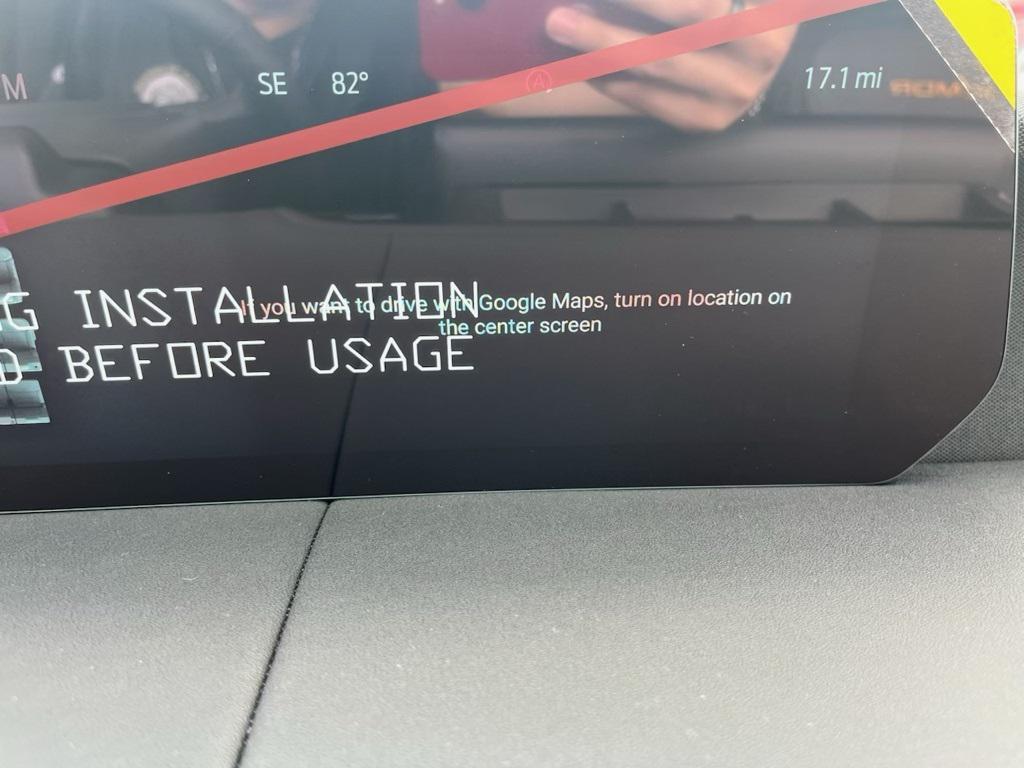 M SE 82° 17.1 mi
G INSTALLATION
If you want to drive with Google Maps, turn on location on
the center screen
D BEFORE USAGE